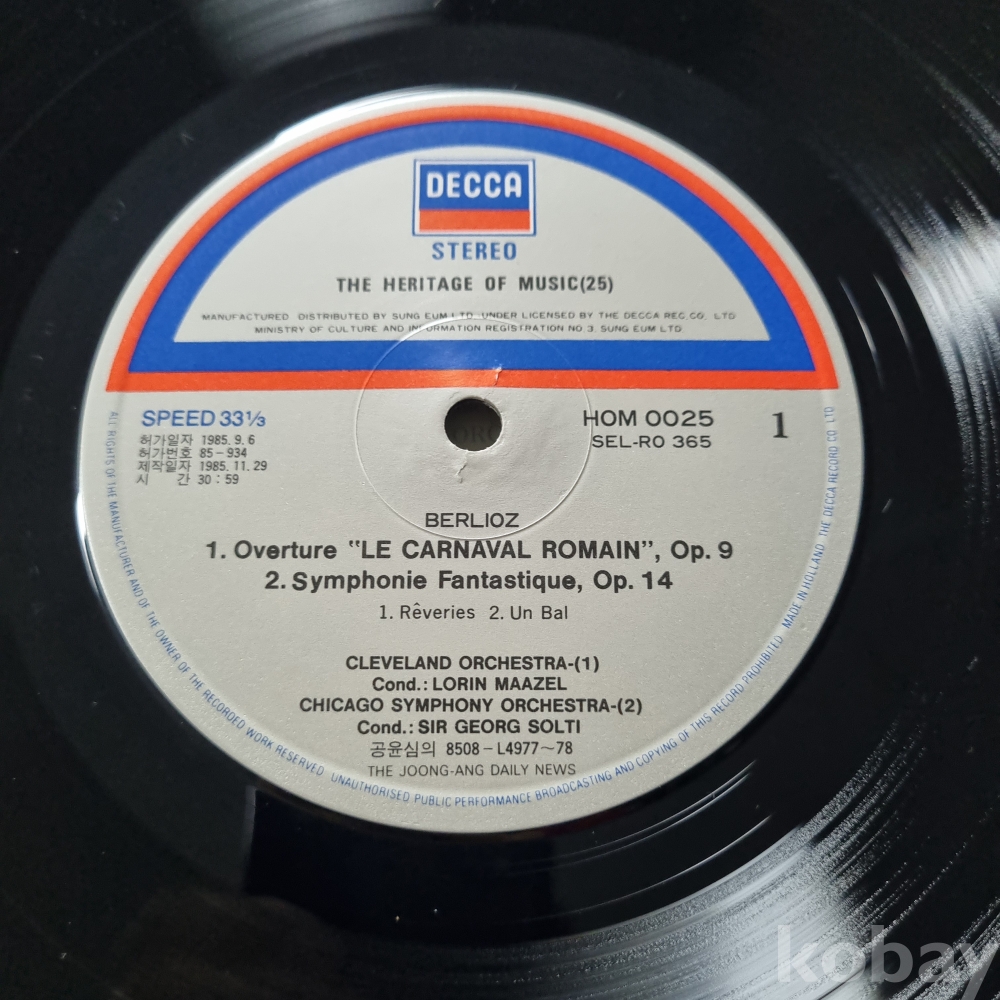 DECCA
STEREO
THE HERITAGE OF MUSIC(25)
MANUFACTURED. DISTRIBUTED BY SUNG EUM LTD. UNDER LICENSED BY THE DECCA REC. CO. LTD
MINISTRY OF CULTURE AND INFORMATION REGISTRATION NO 3. SUNG EUM LTD
SPEED 33⅓
허가일자 1985. 9. 6
허가번호 85-934
제작일자 1985. 11. 29
시 간 30 : 59
HOM 0025
SEL-RO 365
1
BERLIOZ
1. Overture "LE CARNAVAL ROMAIN", Op. 9
2. Symphonie Fantastique, Op. 14
1. Rêveries 2. Un Bal
CLEVELAND ORCHESTRA-(1)
Cond.: LORIN MAAZEL
CHICAGO SYMPHONY ORCHESTRA-(2)
Cond.: SIR GEORG SOLTI
공윤심의 8508-L4977~78
THE JOONG-ANG DAILY NEWS
ALL RIGHTS OF THE MANUFACTURER AND OF THE OWNER OF THE RECORDED WORK RESERVED. UNAUTHORISED PUBLIC PERFORMANCE BROADCASTING AND COPYING OF THIS RECORD PROHIBITED. MADE IN HOLLAND THE DECCA RECORD CO LTD
kobay